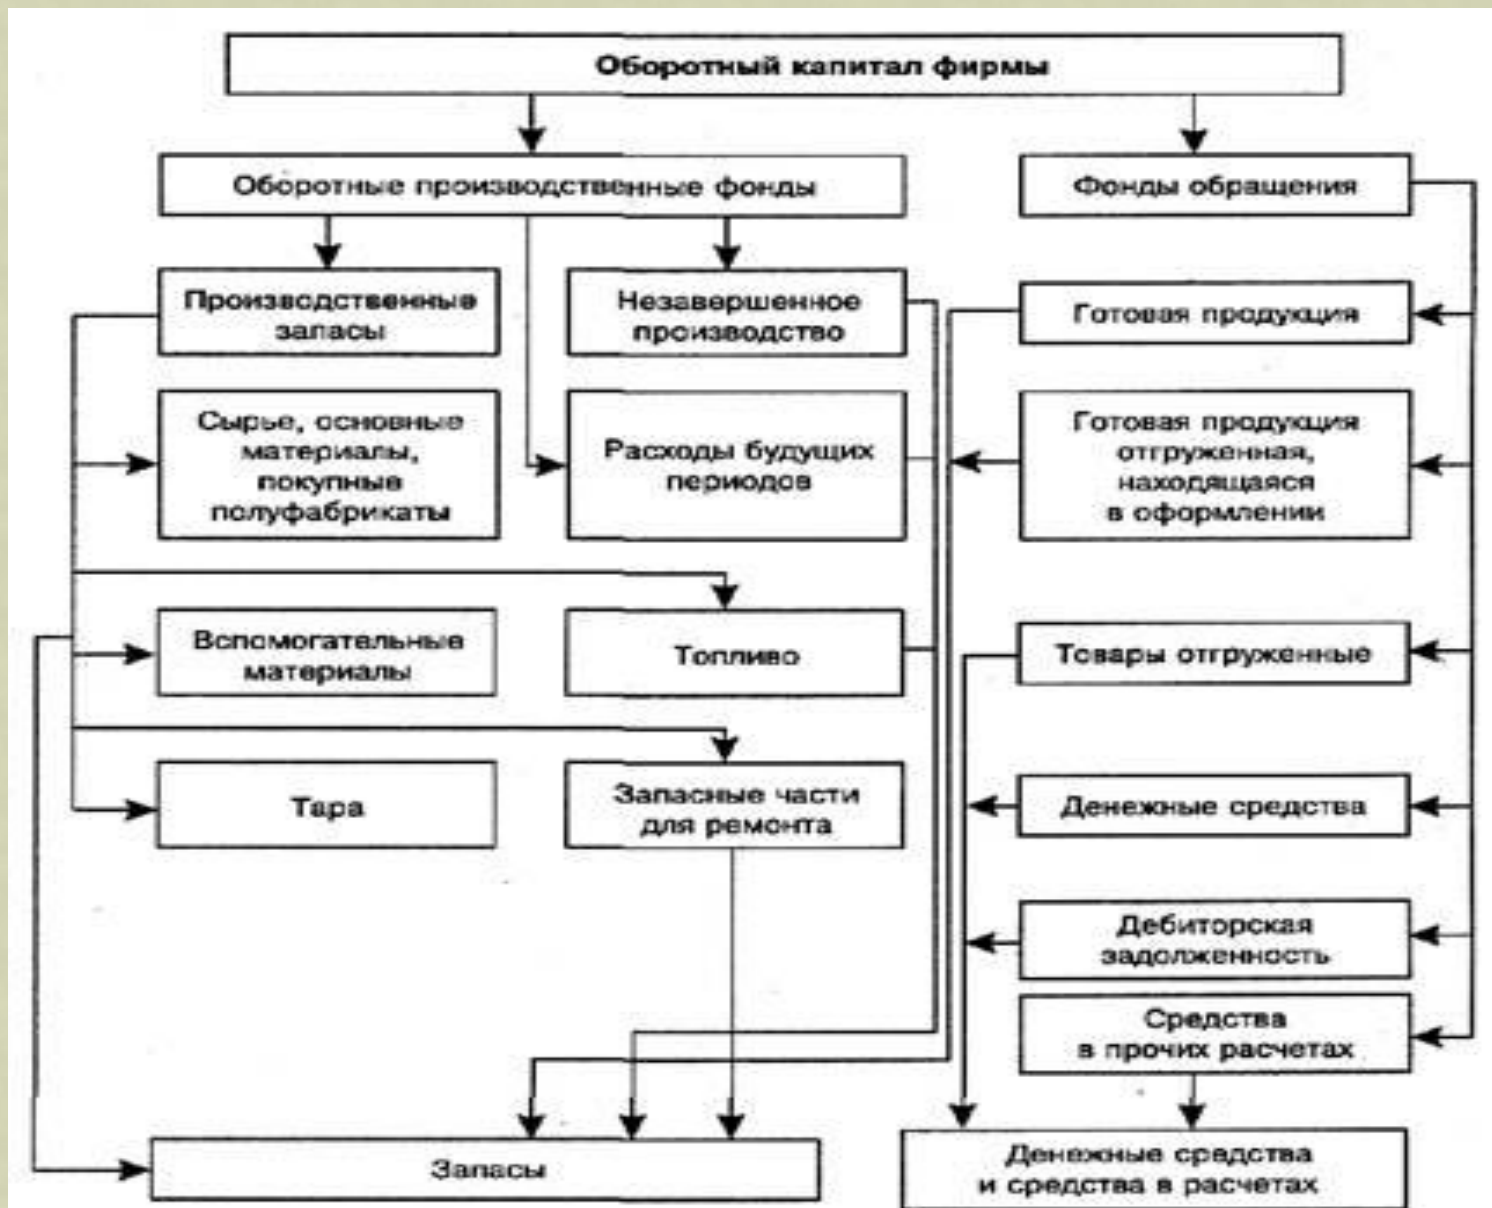 Оборотный капитал фирмы
Оборотные производственные фонды
Фонды обращения
Производственные
запасы
Незавершенное
производство
Готовая продукция
Сырье, основные
материалы,
покупные
полуфабрикаты
Расходы будущих
периодов
Готовая продукция
отгруженная,
находящаяся
в оформлении
Вспомогательные
материалы
Топливо
Товары отгруженные
Тара
Запасные части
для ремонта
Денежные средства
Дебиторская
задолженность
Средства
в прочих расчетах
Запасы
Денежные средства
и средства в расчетах